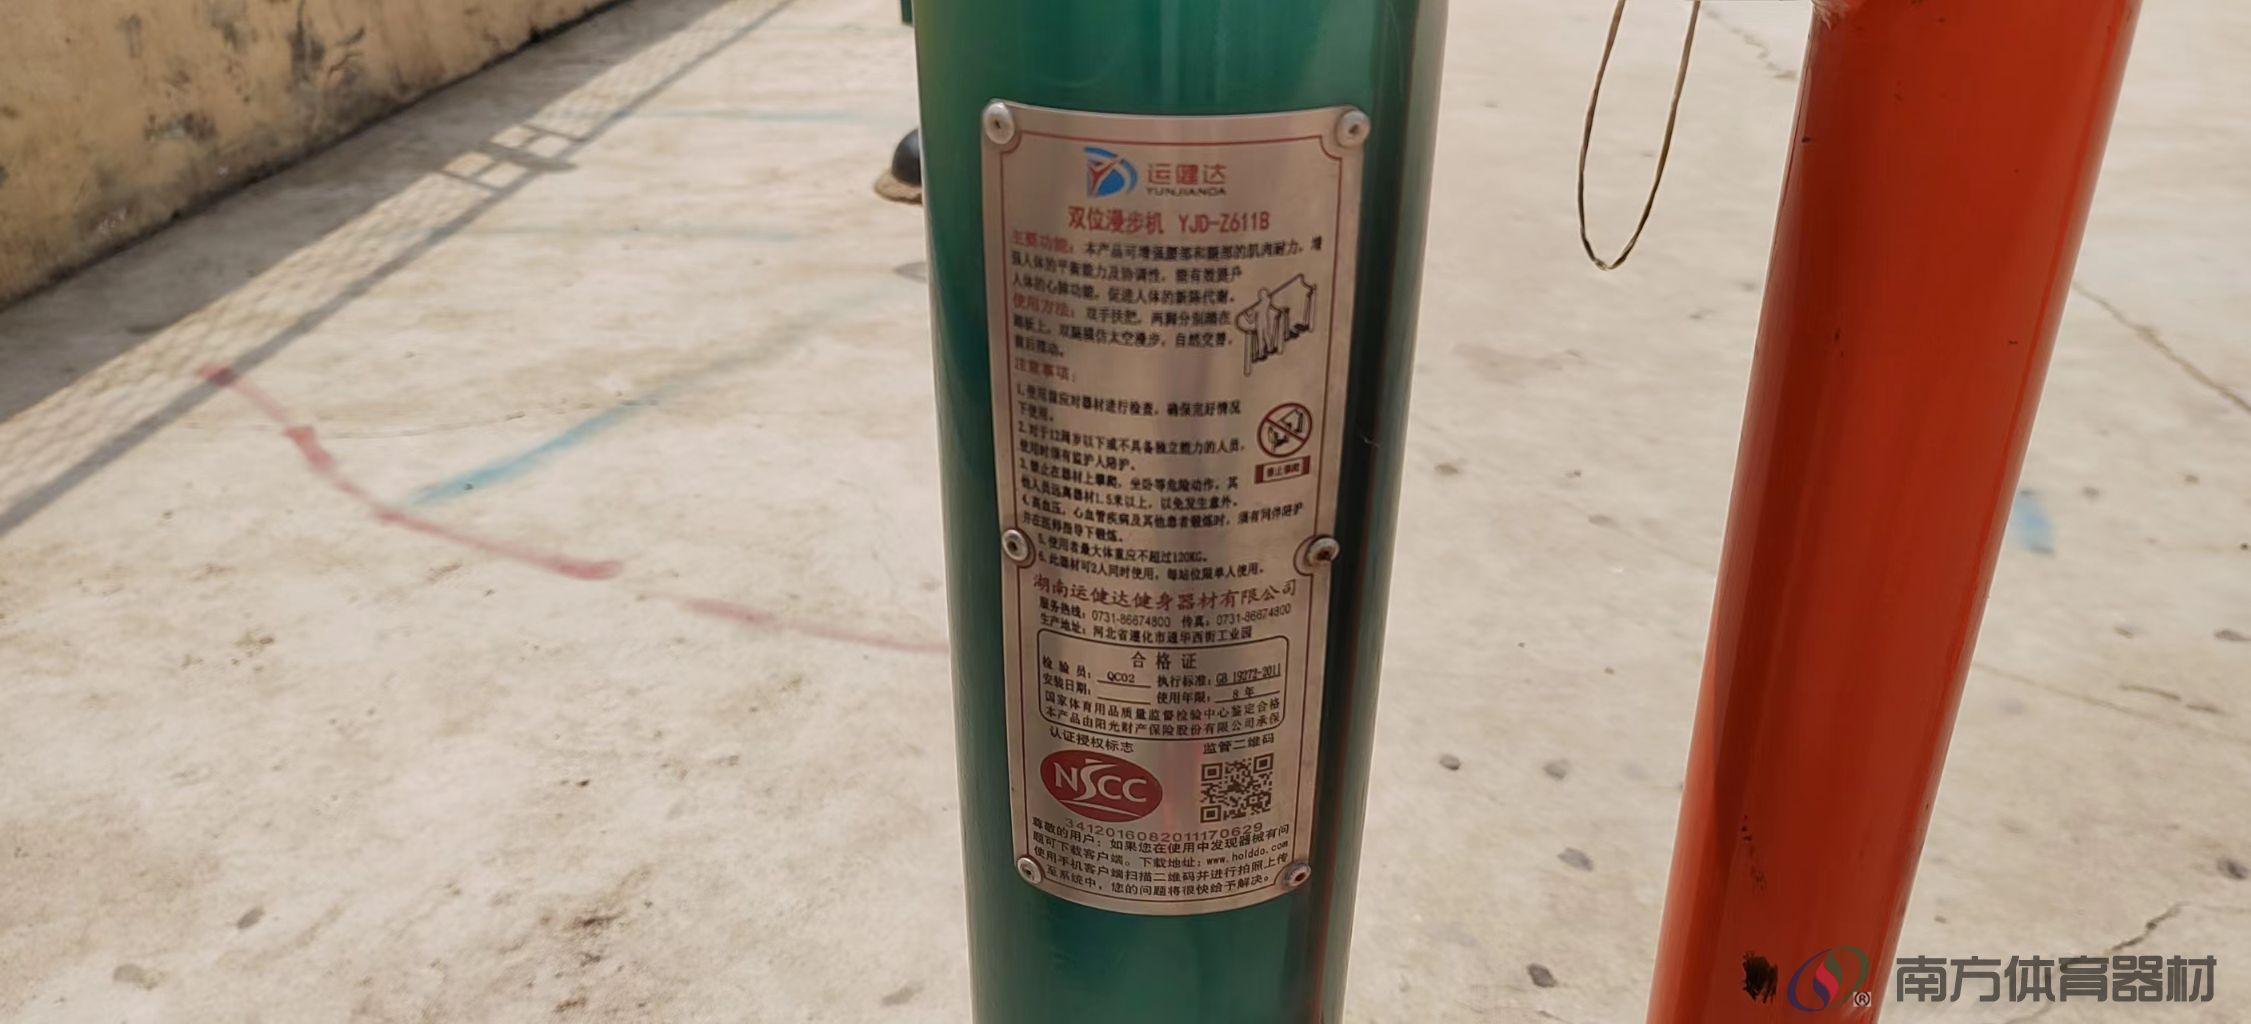 运健达
YUNJIANDA
双位漫步机 YJD-Z611B
主要功能：本产品可增强腰部和腿部的肌肉耐力，增
强人体的平衡能力及协调性，能有效提升
人体的心肺功能，促进人体的新陈代谢。
使用方法：双手扶把，两脚分别踏在
踏板上，双腿模仿太空漫步，自然交替，
前后摆动。
注意事项：
1.使用前应对器材进行检查，确保完好情况
下使用。
2.对于12周岁以下或不具备独立能力的人员，
使用时须有监护人陪护。
禁止攀爬
3.禁止在器材上攀爬，坐卧等危险动作，其
他人员远离器材1.5米以上，以免发生意外。
4.高血压，心血管疾病及其他患者锻炼时，须有同伴陪护
并在医师指导下锻炼。
5.使用者最大体重应不超过120KG。
6.此器材可2人同时使用，每站位限单人使用。
湖南运健达健身器材有限公司
服务热线：0731-86674800 传真：0731-86674800
生产地址：河北省遵化市通华西街工业园
合格证
检验员：QC02 执行标准：GB 19272-2011
安装日期： 使用年限：8年
国家体育用品质量监督检验中心鉴定合格
本产品由阳光财产保险股份有限公司承保
认证授权标志 监管二维码
NSCC
3412016082011170629
尊敬的用户：如果您在使用中发现器械有问
题可下载客户端。下载地址：www.holddo.com
使用手机客户端扫描二维码并进行拍照上传
至系统中，您的问题将很快给予解决。
南方体育器材
®